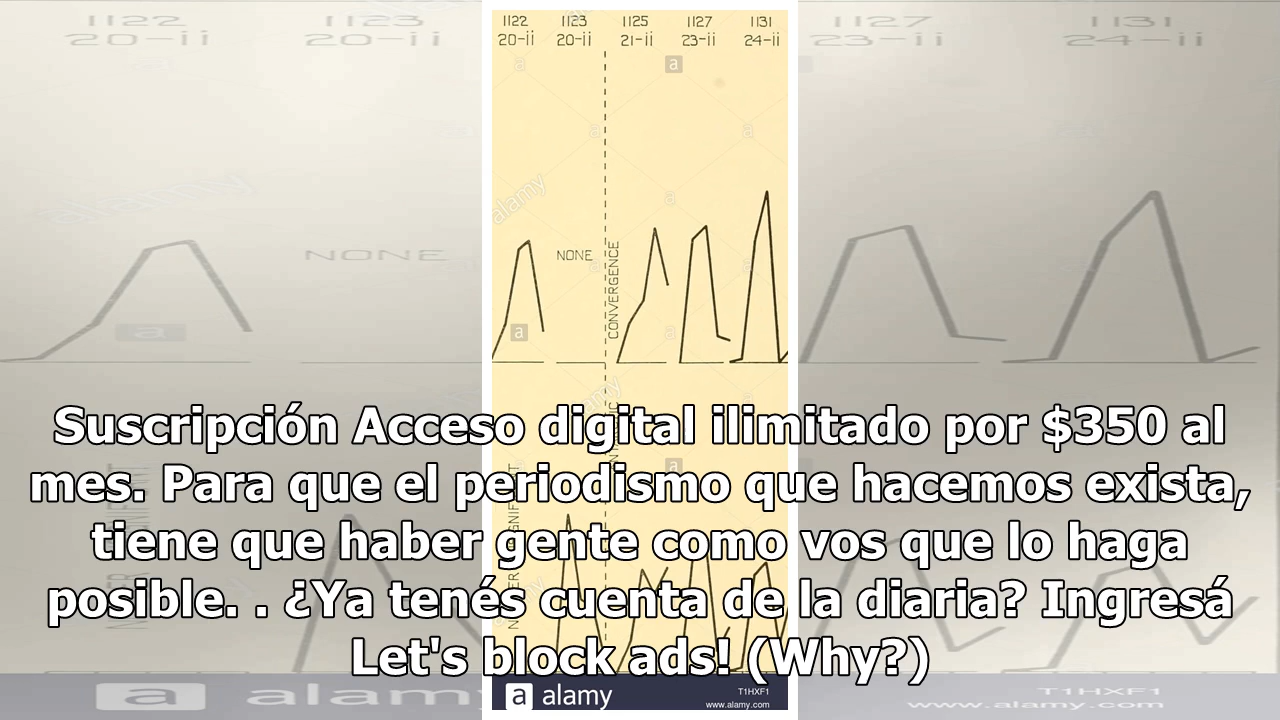 1122 1123 1125 1127 1131
20-ii 20-ii 21-ii 23-ii 24-ii
NONE
CONVERGENCE
Suscripción Acceso digital ilimitado por $350 al
mes. Para que el periodismo que hacemos exista,
tiene que haber gente como vos que lo haga
posible. . ¿Ya tenés cuenta de la diaria? Ingresá
Let's block ads! (Why?)
a alamy
T1HXF1
www.alamy.com